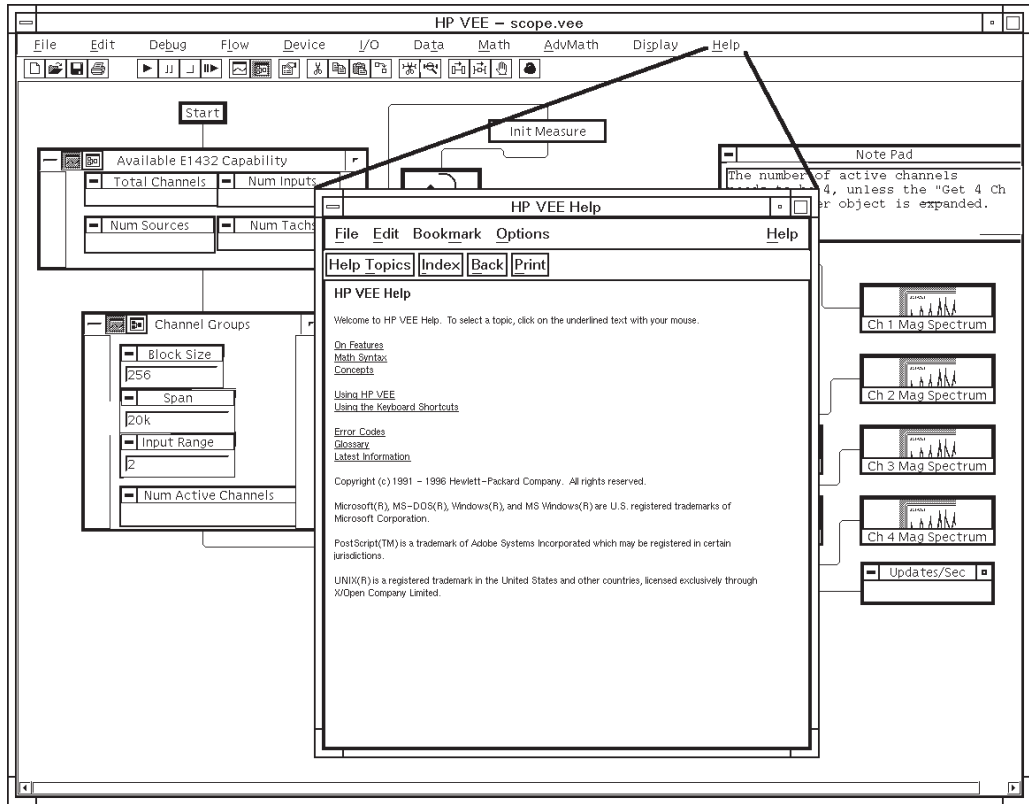 HP VEE – scope.vee
File Edit Debug Flow Device I/O Data Math AdvMath Display Help
Start
Init Measure
Available E1432 Capability
Total Channels
Num Inputs
Num Sources
Num Tachs
Note Pad
The number of active channels
4, unless the "Get 4 Ch
er object is expanded.
Channel Groups
Block Size
256
Span
20k
Input Range
2
Num Active Channels
HP VEE Help
File Edit Bookmark Options Help
Help Topics Index Back Print
HP VEE Help
Welcome to HP VEE Help. To select a topic, click on the underlined text with your mouse.
On Features
Math Syntax
Concepts
Using HP VEE
Using the Keyboard Shortcuts
Error Codes
Glossary
Latest Information
Copyright (c) 1991 – 1996 Hewlett–Packard Company. All rights reserved.
Microsoft(R), MS–DOS(R), Windows(R), and MS Windows(R) are U.S. registered trademarks of
Microsoft Corporation.
PostScript(TM) is a trademark of Adobe Systems Incorporated which may be registered in certain
jurisdictions.
UNIX(R) is a registered trademark in the United States and other countries, licensed exclusively through
X/Open Company Limited.
Ch 1 Mag Spectrum
Ch 2 Mag Spectrum
Ch 3 Mag Spectrum
Ch 4 Mag Spectrum
Updates/Sec